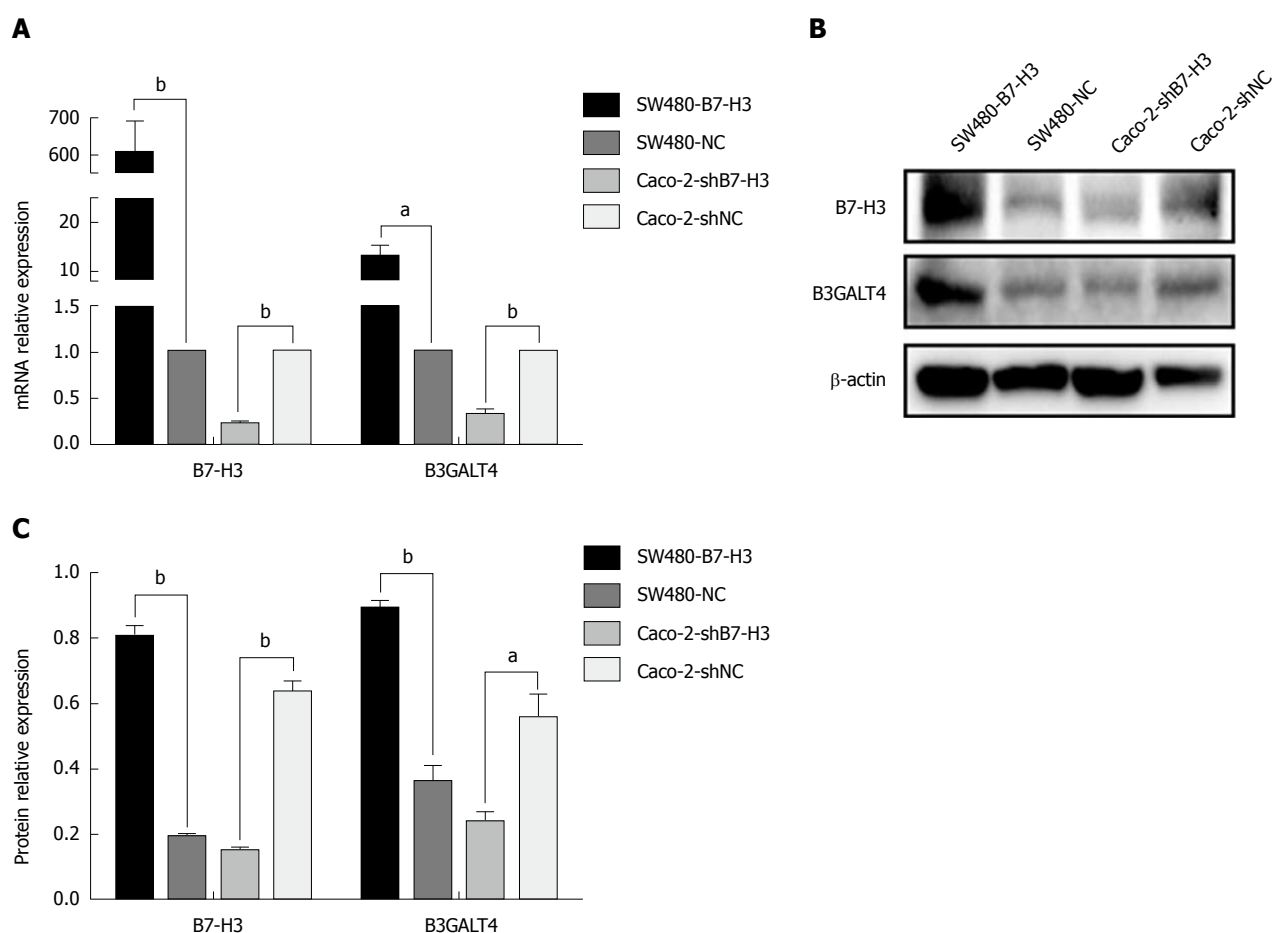 A
mRNA relative expression
700
600
20
10
1.5
1.0
0.5
0.0
b
b
a
b
B7-H3
B3GALT4
SW480-B7-H3
SW480-NC
Caco-2-shB7-H3
Caco-2-shNC
B
SW480-B7-H3
SW480-NC
Caco-2-shB7-H3
Caco-2-shNC
B7-H3
B3GALT4
β-actin
C
Protein relative expression
1.0
0.8
0.6
0.4
0.2
0.0
b
b
b
a
B7-H3
B3GALT4
SW480-B7-H3
SW480-NC
Caco-2-shB7-H3
Caco-2-shNC